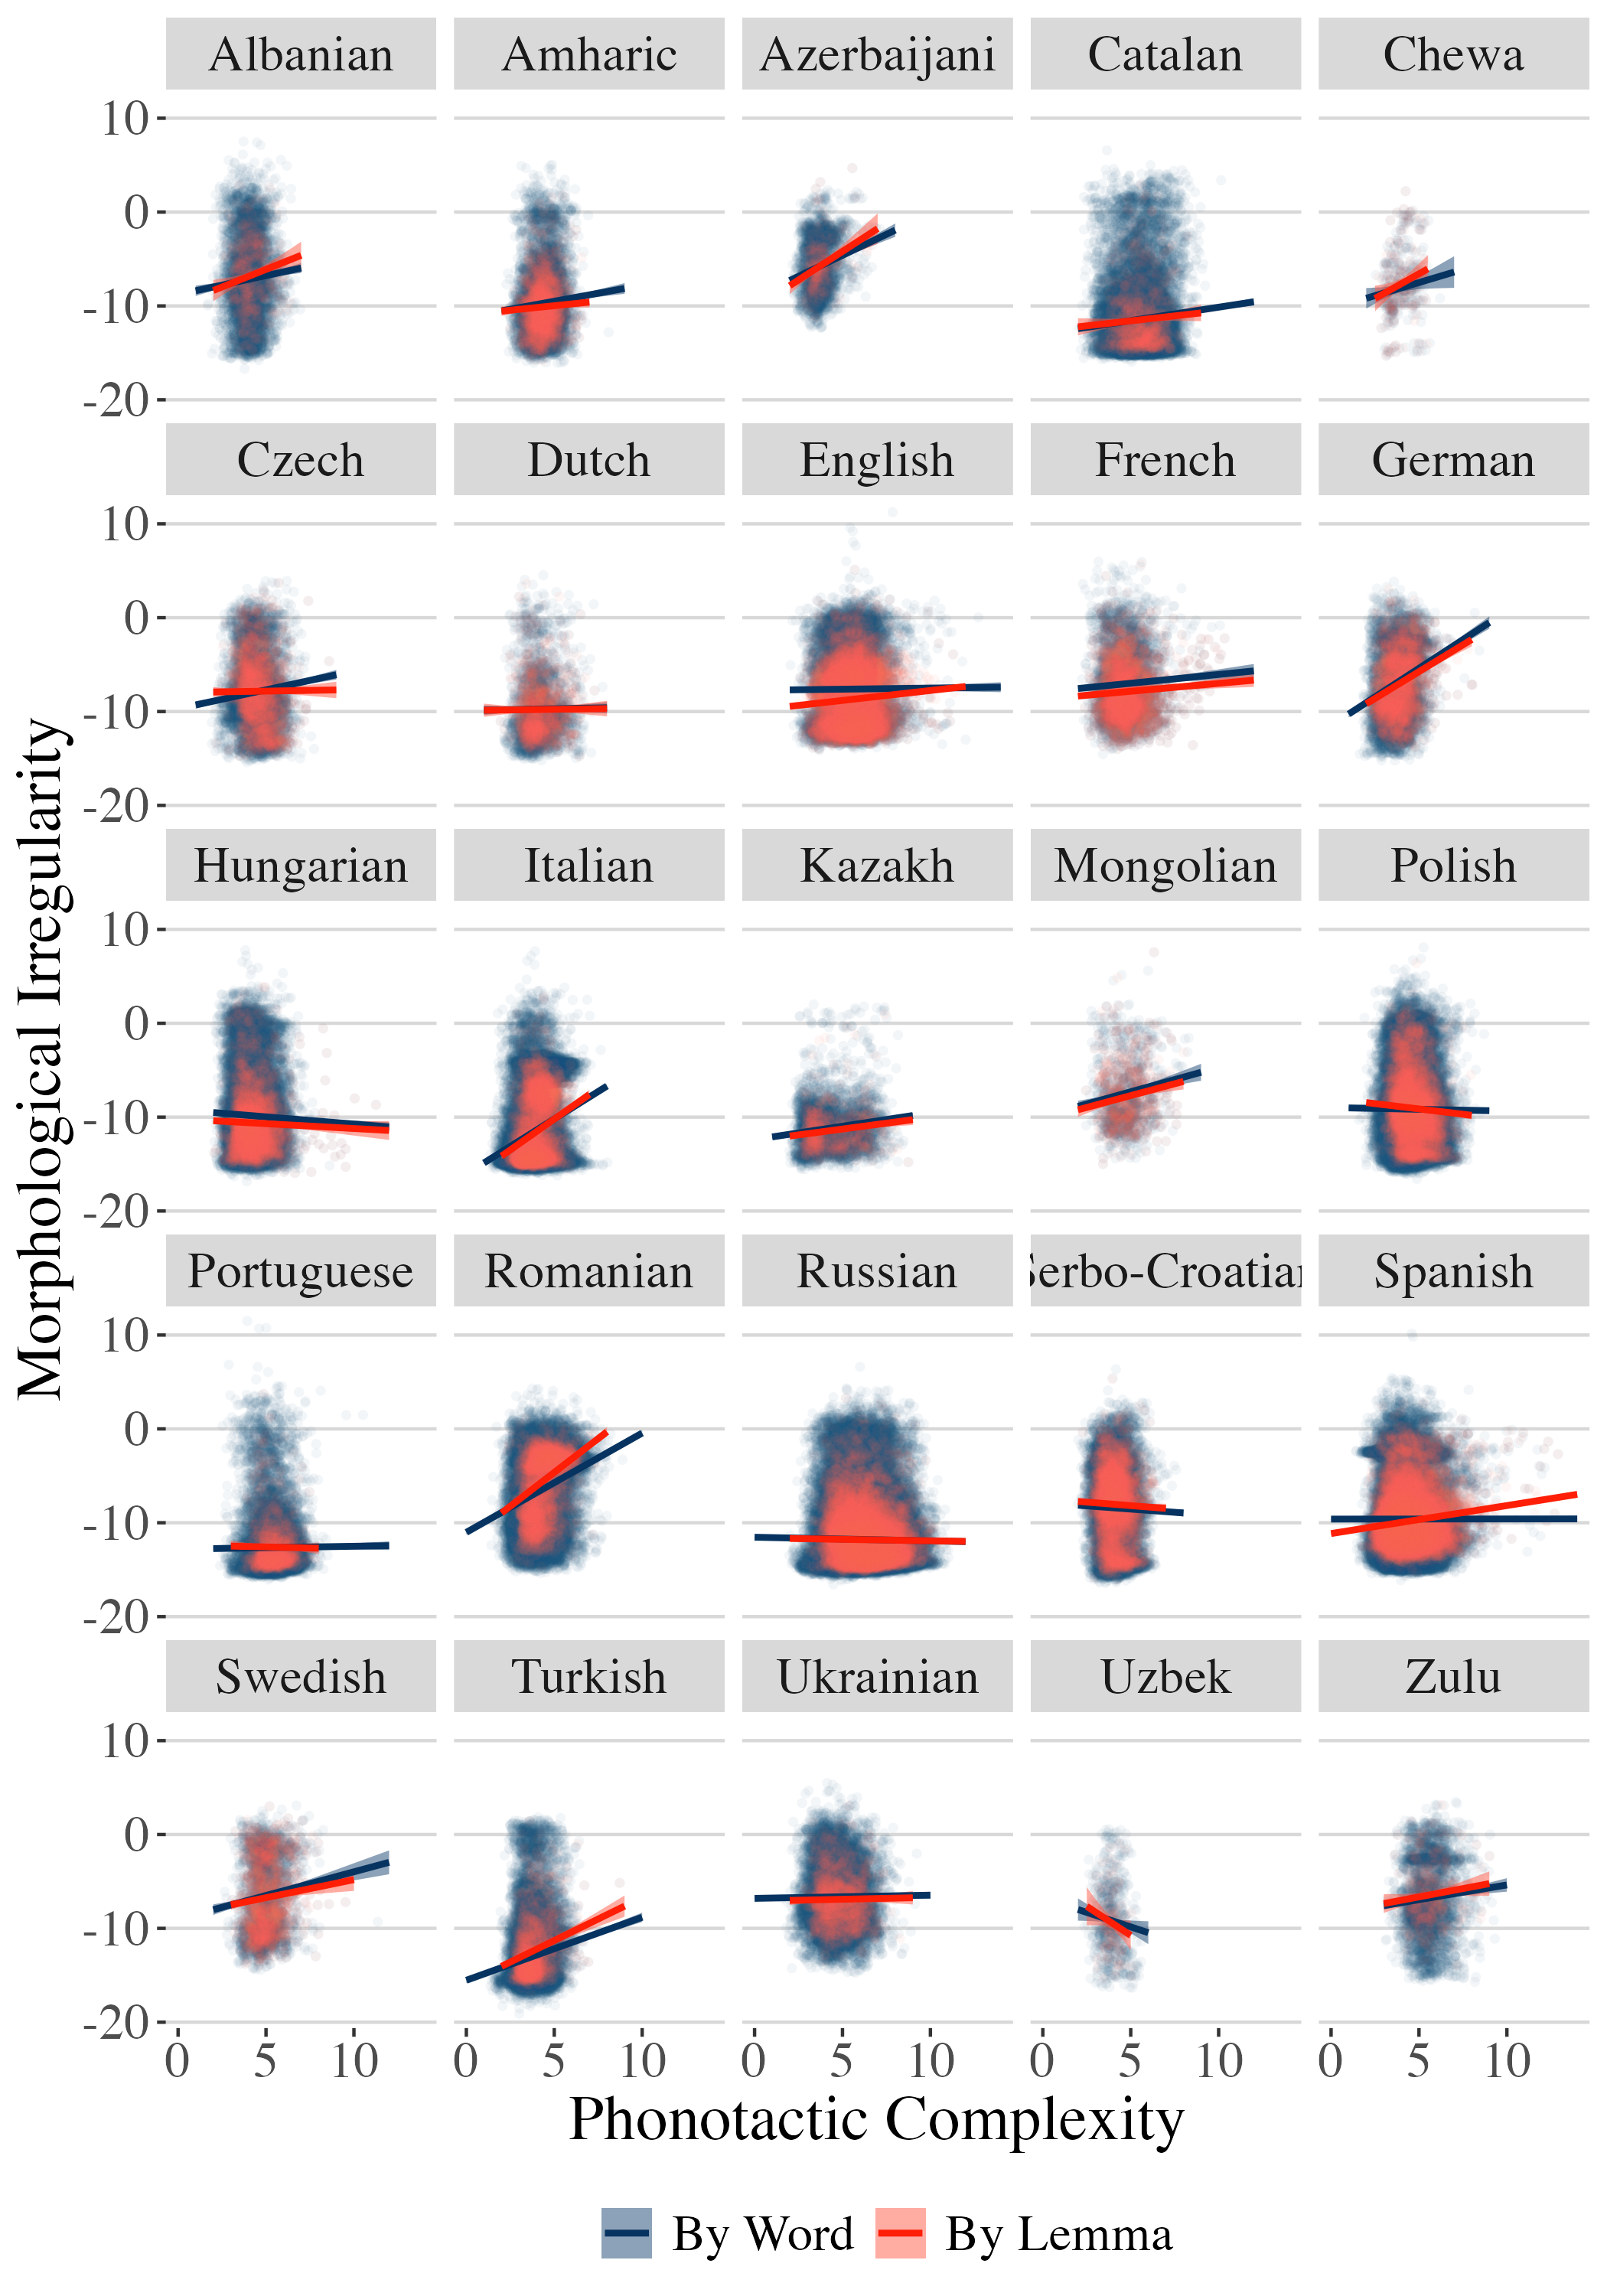 Albanian Amharic Azerbaijani Catalan Chewa
10
0
-10
-20
Czech Dutch English French German
10
0
-10
-20
Hungarian Italian Kazakh Mongolian Polish
10
0
-10
-20
Portuguese Romanian Russian Serbo-Croatian Spanish
10
0
-10
-20
Swedish Turkish Ukrainian Uzbek Zulu
10
0
-10
-20
0 5 10 0 5 10 0 5 10 0 5 10 0 5 10
Morphological Irregularity
Phonotactic Complexity
By Word By Lemma